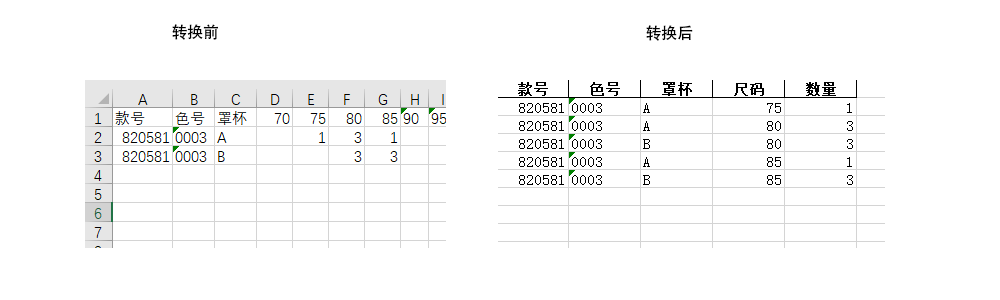 转换前
转换后
A B C D E F G H I
1 款号 色号 罩杯 70 75 80 85 90 95
2 820581 0003 A 1 3 1
3 820581 0003 B 3 3
4
5
6
7
款号 色号 罩杯 尺码 数量
820581 0003 A 75 1
820581 0003 A 80 3
820581 0003 B 80 3
820581 0003 A 85 1
820581 0003 B 85 3